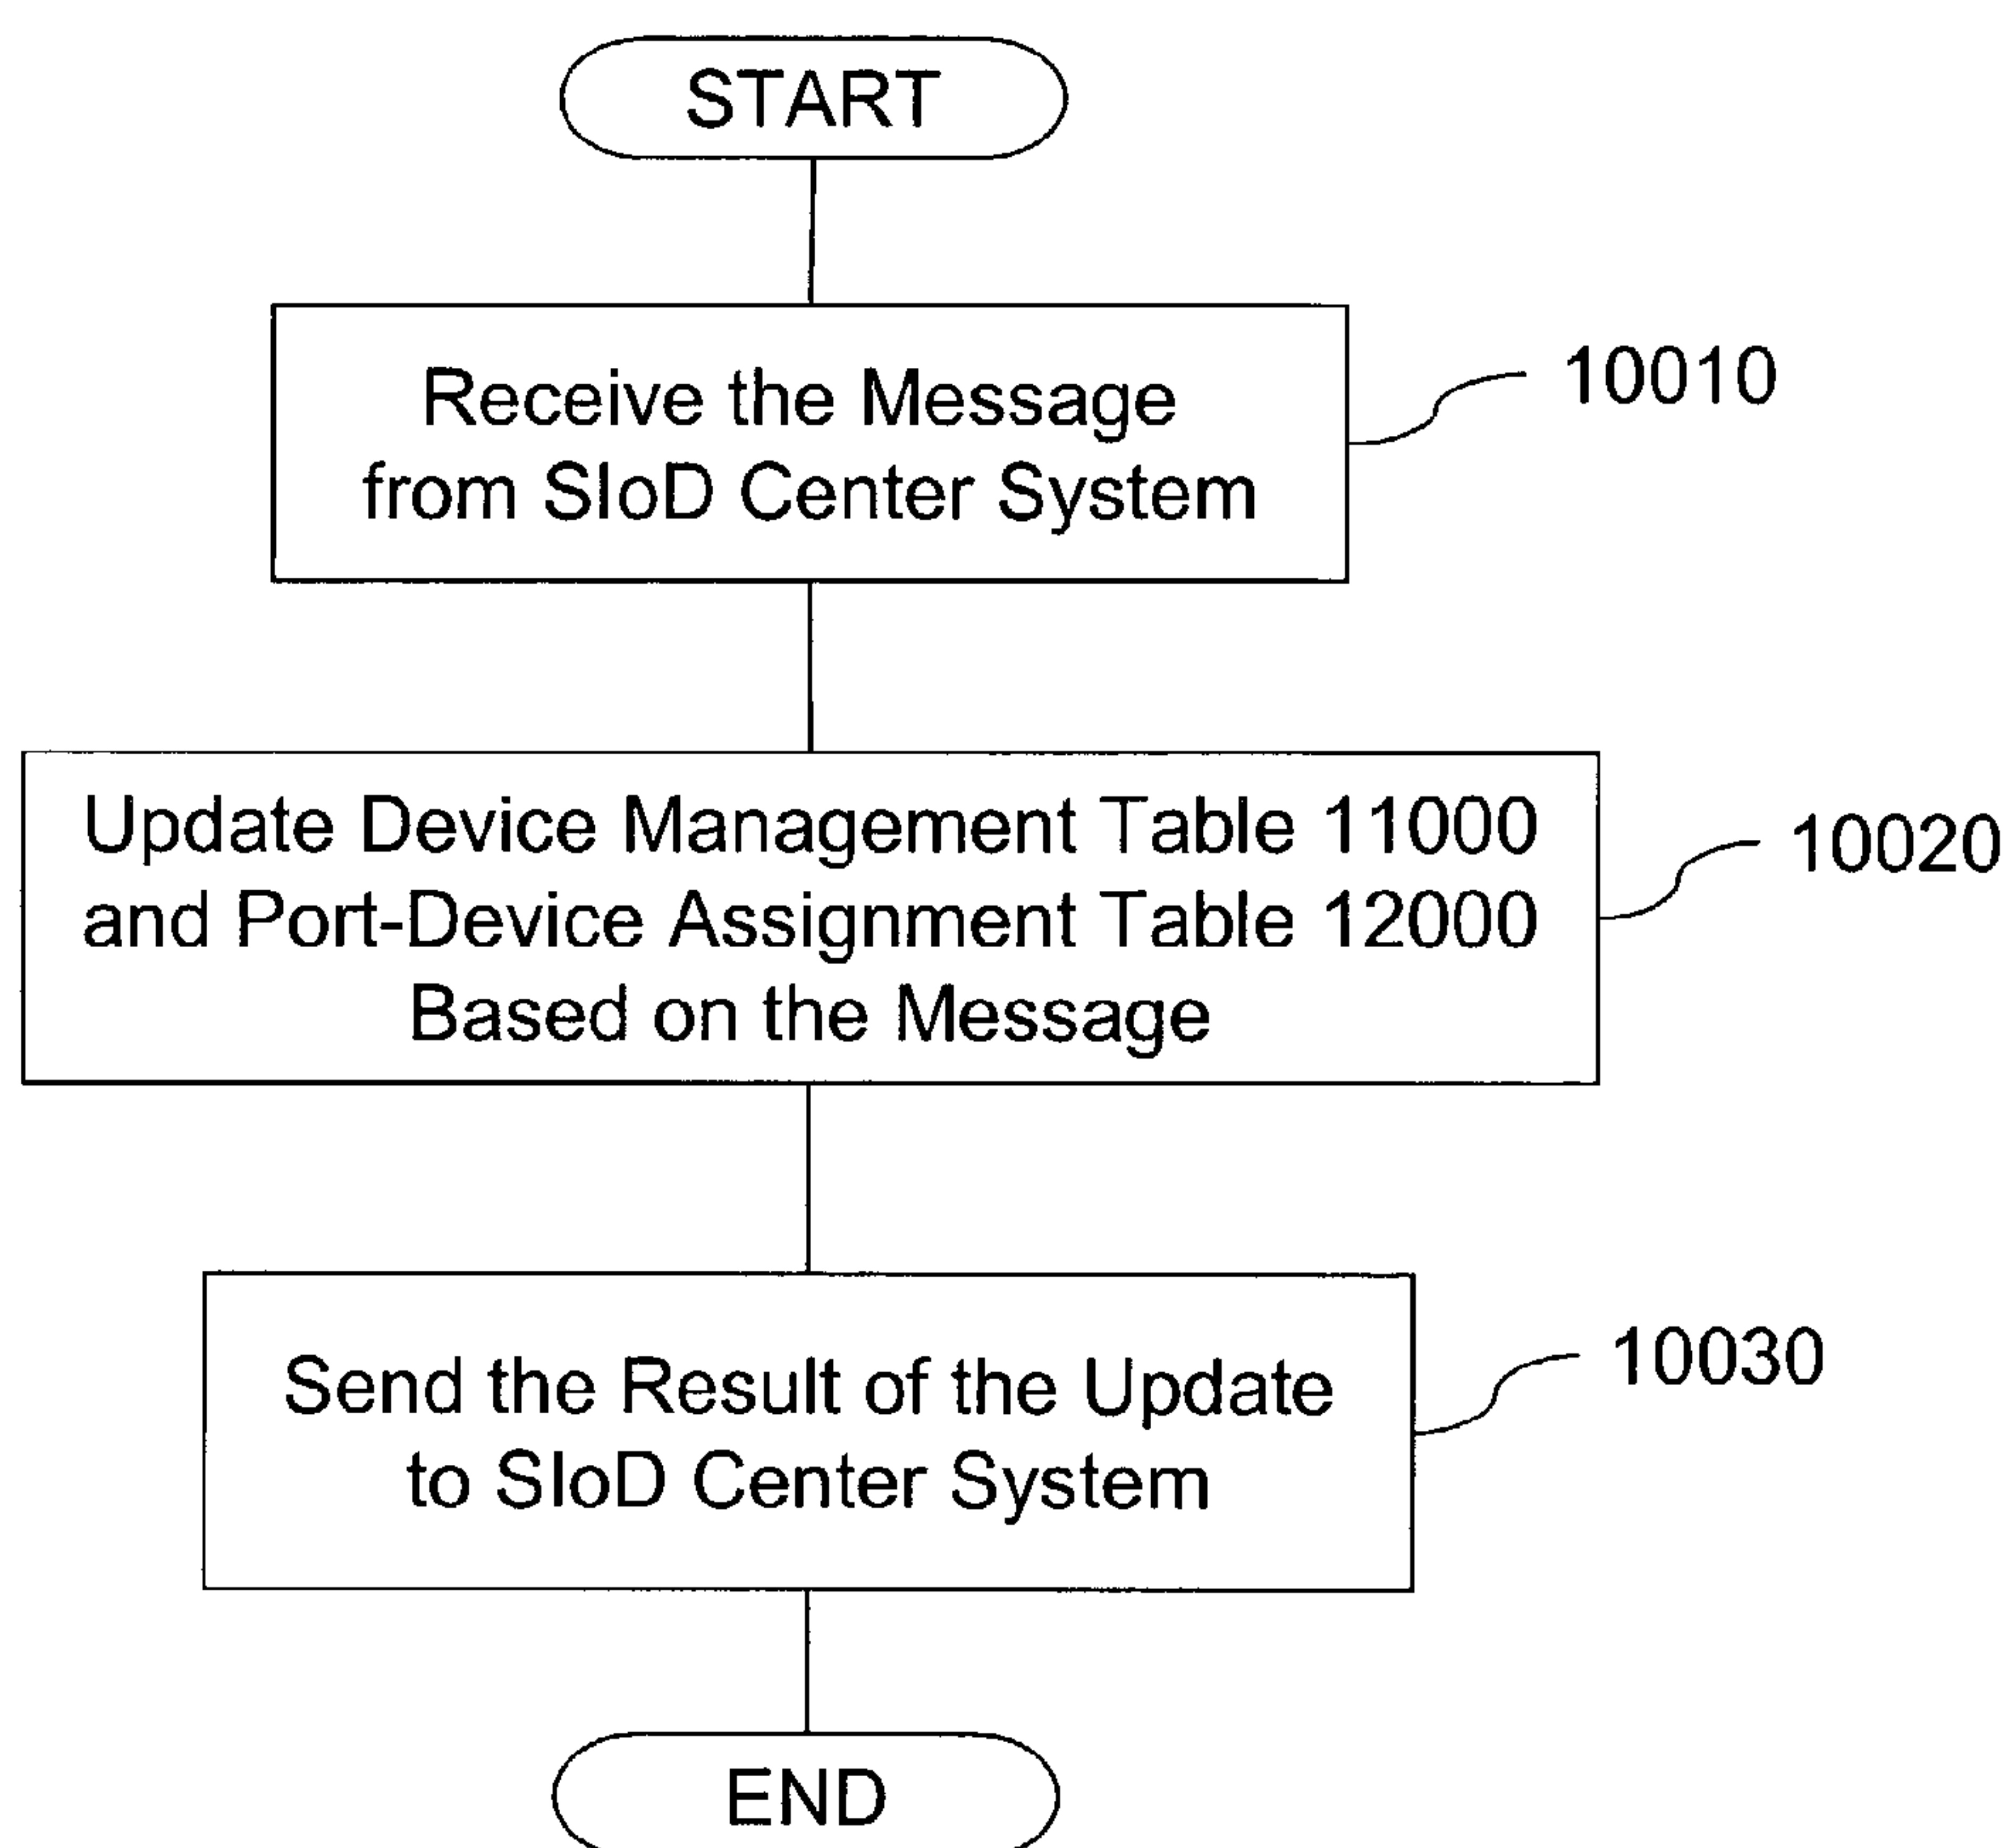 START
Receive the Message
from SIoD Center System
10010
Update Device Management Table 11000
and Port-Device Assignment Table 12000
Based on the Message
10020
Send the Result of the Update
to SIoD Center System
10030
END